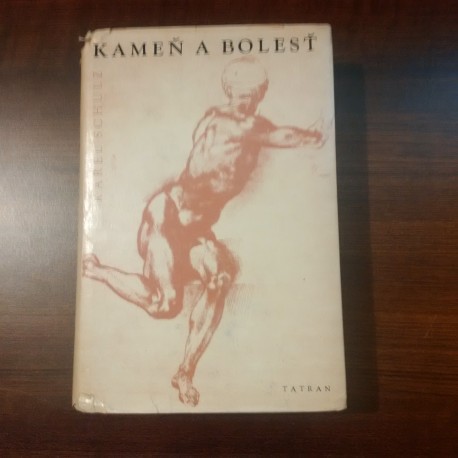 KAMEŇ A BOLESŤ
KAREL SCHULZ
TATRAN